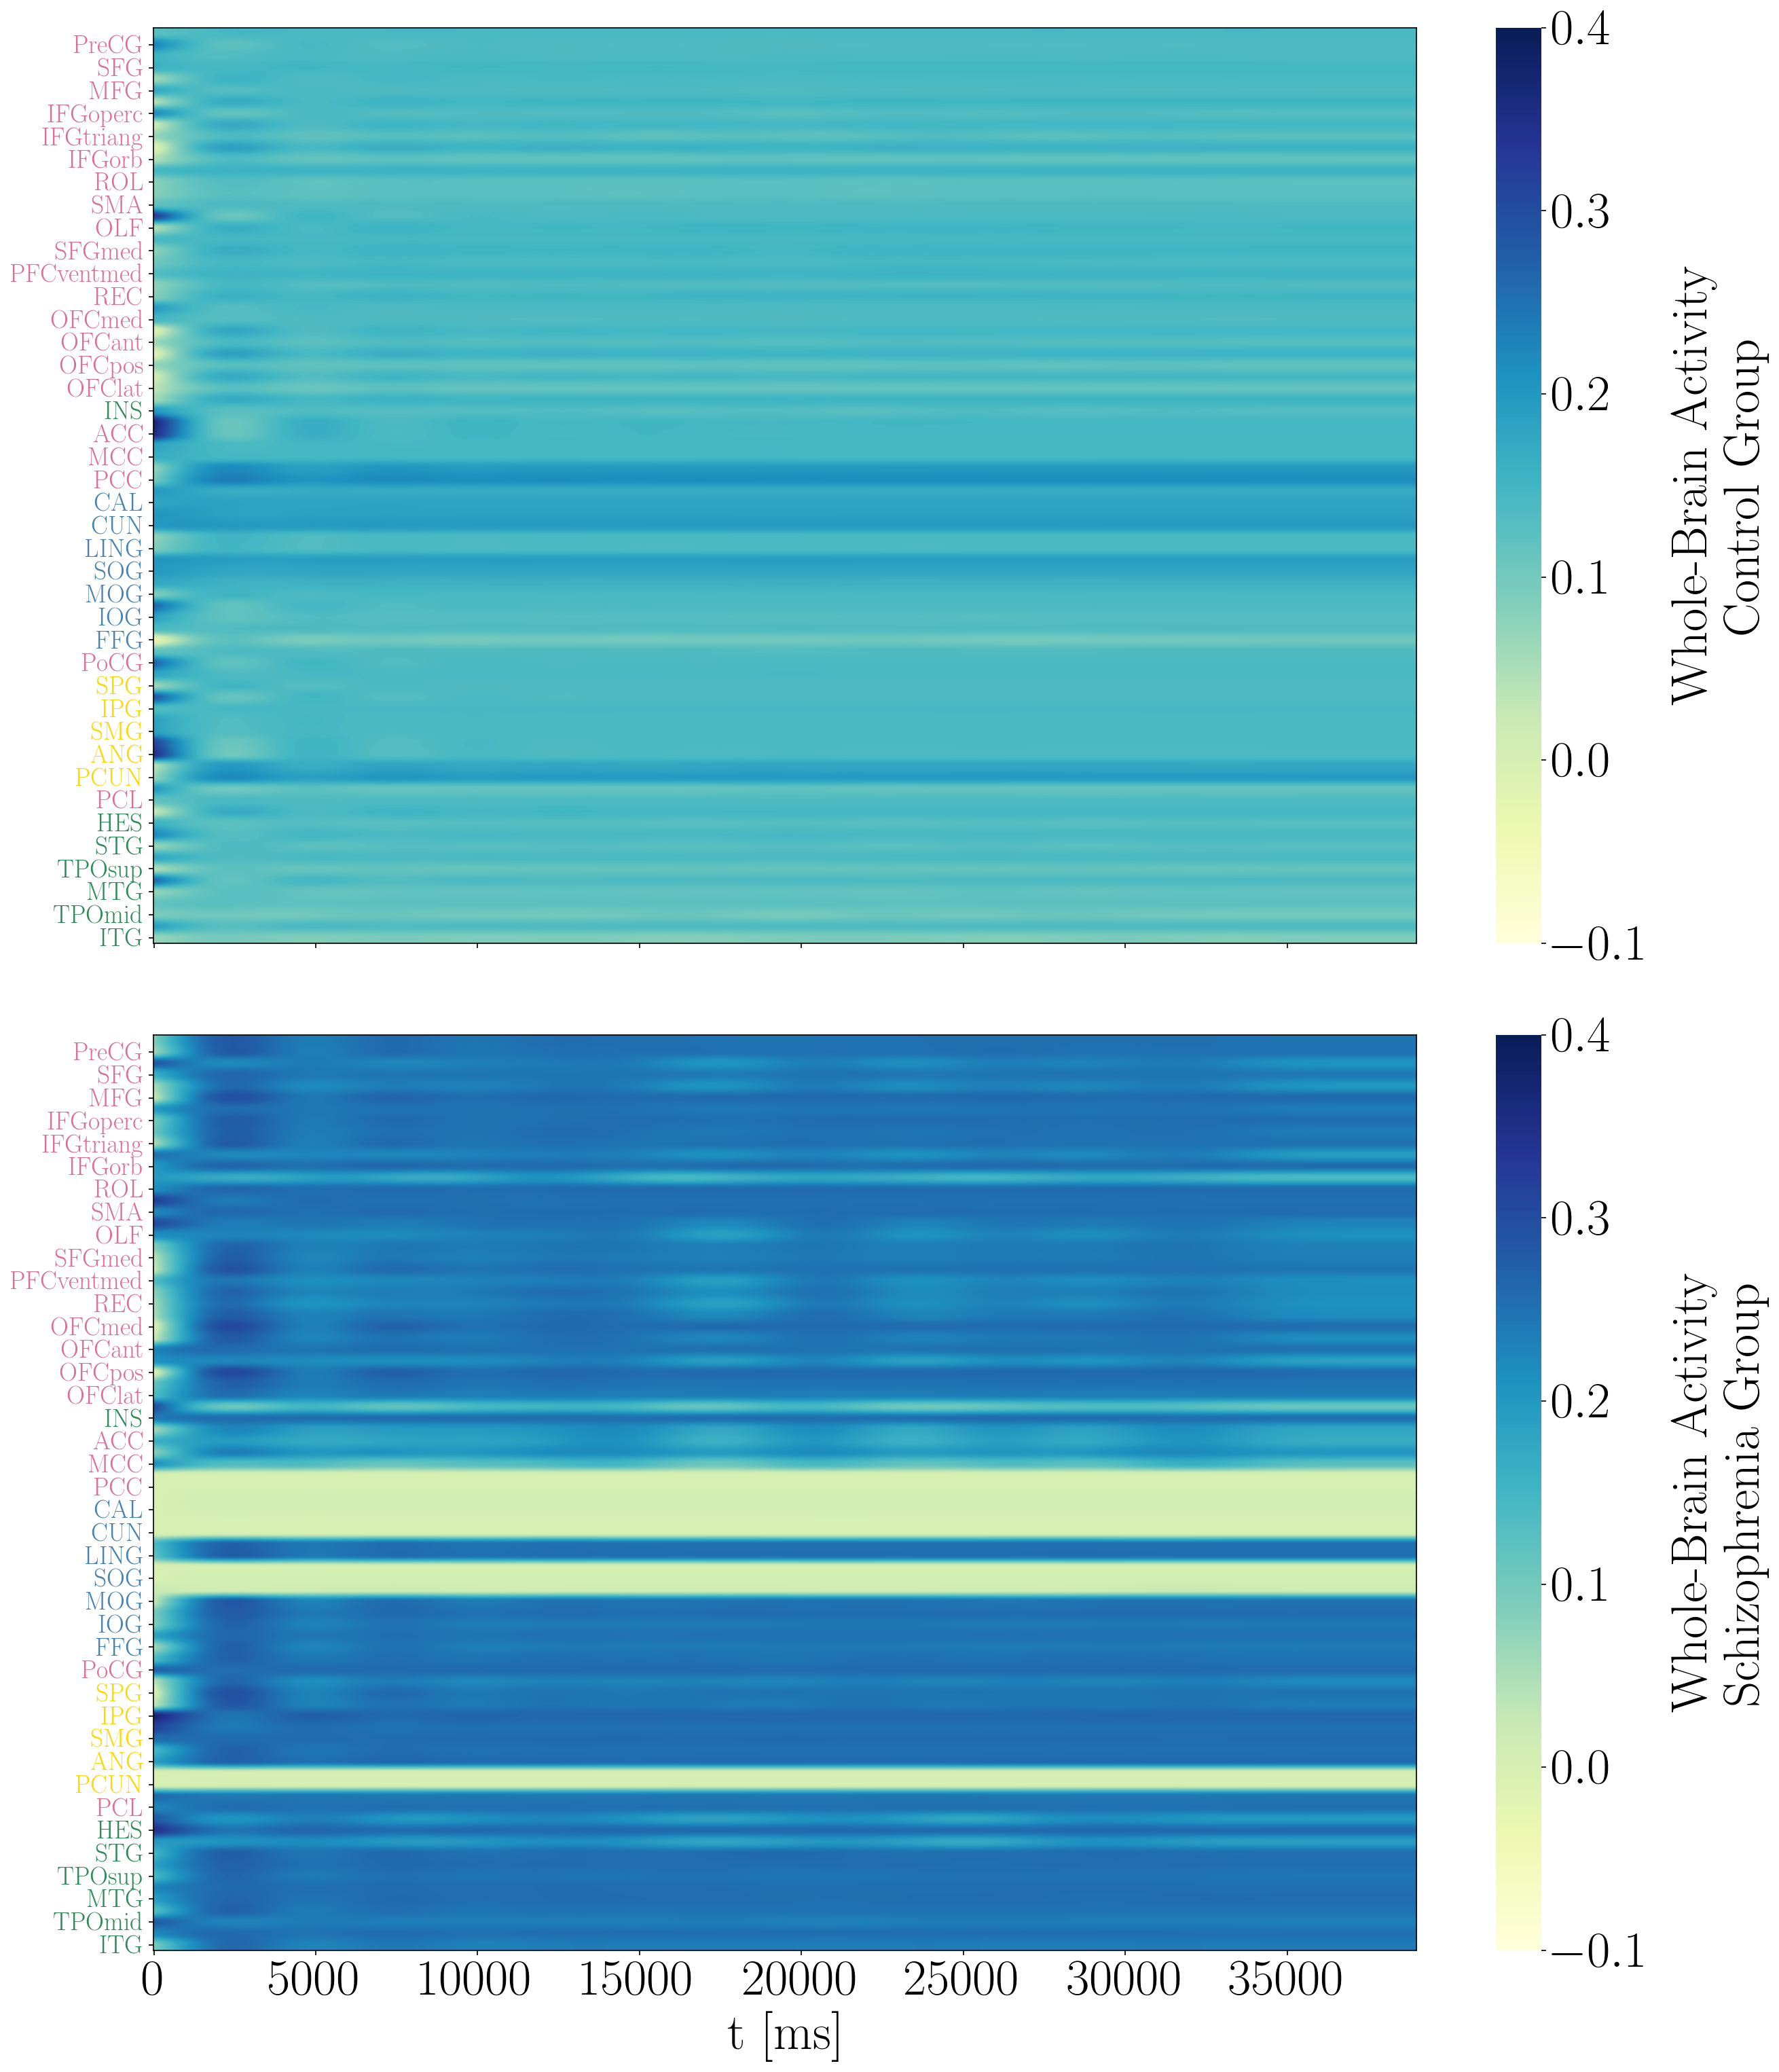 PreCG
SFG
MFG
IFGoperc
IFGtriang
IFGorb
ROL
SMA
OLF
SFGmed
PFCventmed
REC
OFCmed
OFCant
OFCpos
OFClat
INS
ACC
MCC
PCC
CAL
CUN
LING
SOG
MOG
IOG
FFG
PoCG
SPG
IPG
SMG
ANG
PCUN
PCL
HES
STG
TPOsup
MTG
TPOmid
ITG
0.4
0.3
0.2
0.1
0.0
−0.1
Whole-Brain Activity
Control Group
PreCG
SFG
MFG
IFGoperc
IFGtriang
IFGorb
ROL
SMA
OLF
SFGmed
PFCventmed
REC
OFCmed
OFCant
OFCpos
OFClat
INS
ACC
MCC
PCC
CAL
CUN
LING
SOG
MOG
IOG
FFG
PoCG
SPG
IPG
SMG
ANG
PCUN
PCL
HES
STG
TPOsup
MTG
TPOmid
ITG
0 5000 10000 15000 20000 25000 30000 35000
t [ms]
0.4
0.3
0.2
0.1
0.0
−0.1
Whole-Brain Activity
Schizophrenia Group